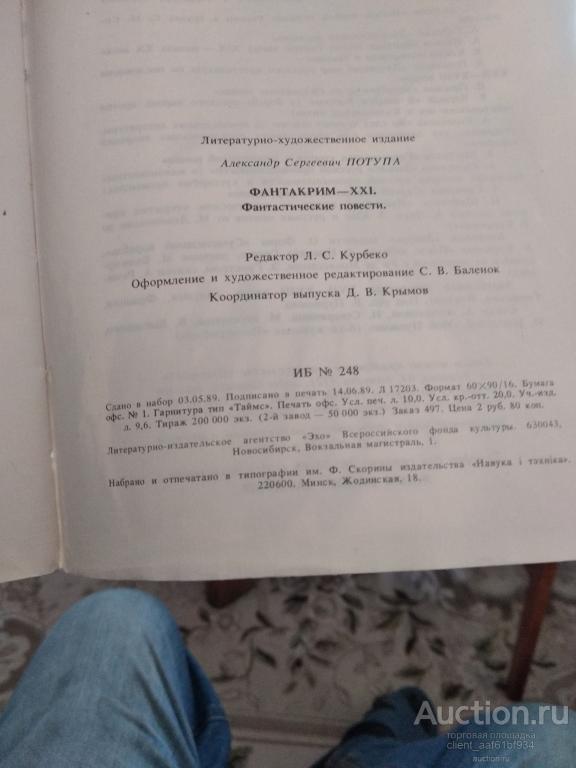 Литературно-художественное издание
Александр Сергеевич ПОТУПА
ФАНТАКРИМ—XXI.
Фантастические повести.
Редактор Л. С. Курбеко
Оформление и художественное редактирование С. В. Баленок
Координатор выпуска Д. В. Крымов
ИБ № 248
Сдано в набор 03.05.89. Подписано в печать 14.06.89. Л 17203. Формат 60×90/16. Бумага
офс. № 1. Гарнитура тип «Таймс». Печать офс. Усл. печ. л. 10,0. Усл. кр.-отт. 20,0. Уч.-изд.
л. 9,6. Тираж 200 000 экз. (2-й завод — 50 000 экз.) Заказ 497. Цена 2 руб. 80 коп.
Литературно-издательское агентство «Эхо» Всероссийского фонда культуры. 630043,
Новосибирск, Вокзальная магистраль, 1.
Набрано и отпечатано в типографии им. Ф. Скорины издательства «Навука і тэхніка».
220600. Минск, Жодинская, 18.
Auction.ru
торговая площадка
client_aaf61bf934
auction.ru